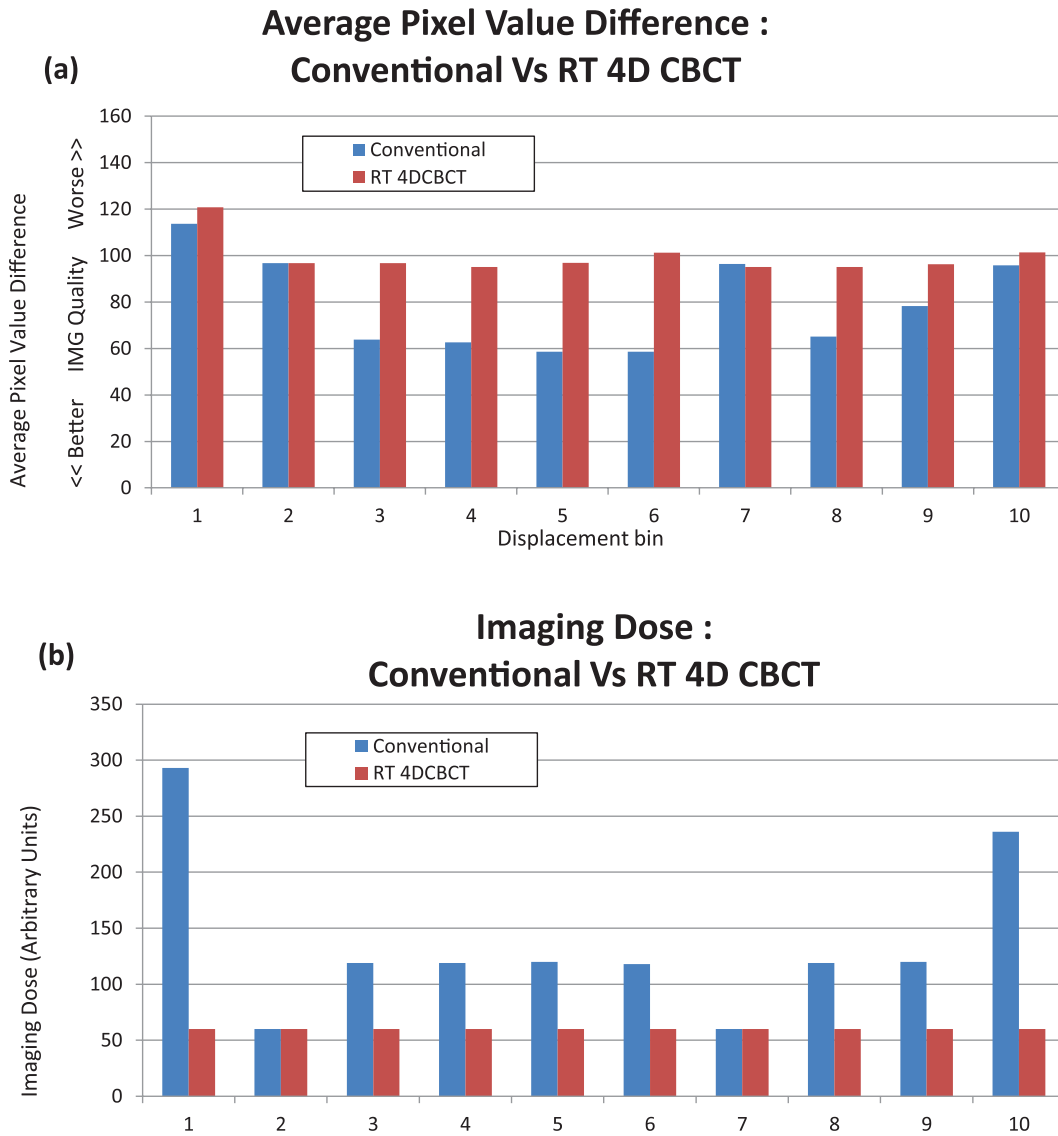 Average Pixel Value Difference :
(a)
Conventional Vs RT 4D CBCT
Average Pixel Value Difference
<< Better IMG Quality Worse >>
160
140
120
100
80
60
40
20
0
Conventional
RT 4DCBCT
1 2 3 4 5 6 7 8 9 10
Displacement bin
Imaging Dose :
(b)
Conventional Vs RT 4D CBCT
Imaging Dose (Arbitrary Units)
350
300
250
200
150
100
50
0
Conventional
RT 4DCBCT
1 2 3 4 5 6 7 8 9 10